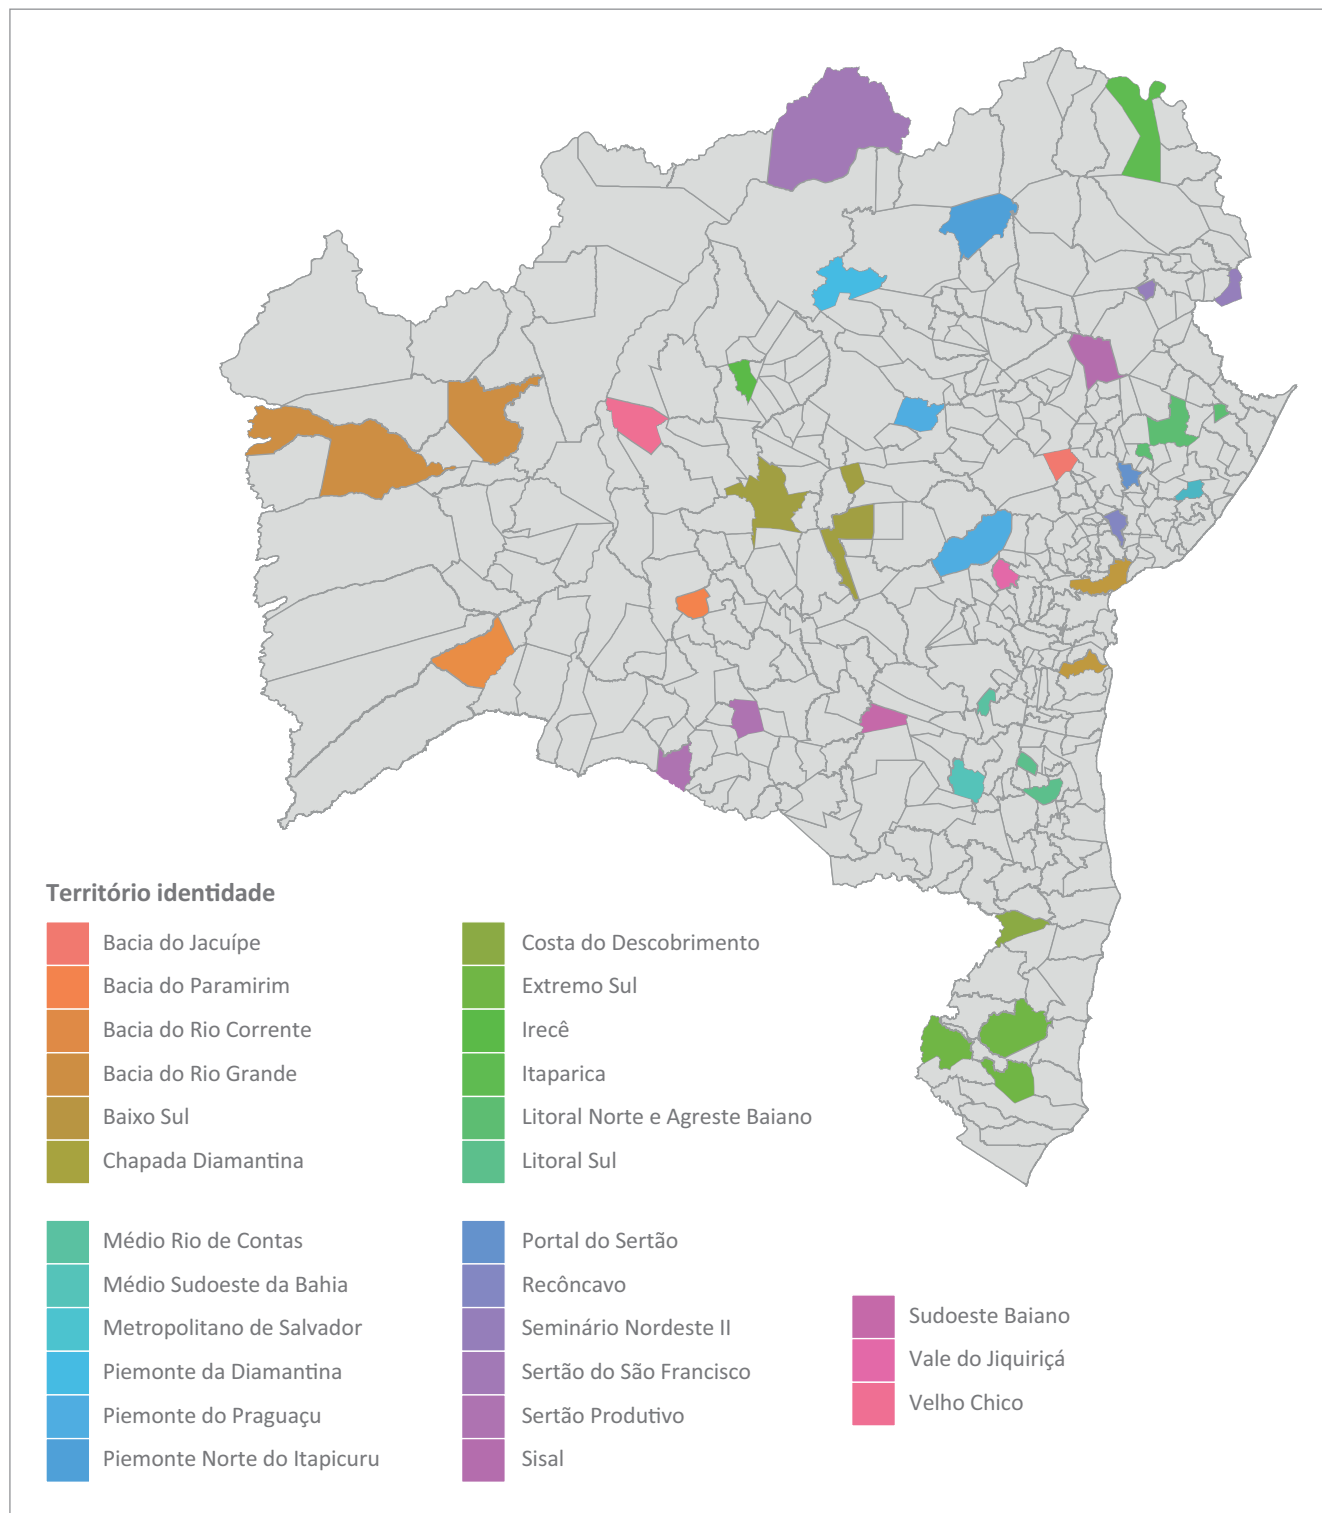 Território identidade
Bacia do Jacuípe
Bacia do Paramirim
Bacia do Rio Corrente
Bacia do Rio Grande
Baixo Sul
Chapada Diamantina
Costa do Descobrimento
Extremo Sul
Irecê
Itaparica
Litoral Norte e Agreste Baiano
Litoral Sul
Médio Rio de Contas
Médio Sudoeste da Bahia
Metropolitano de Salvador
Piemonte da Diamantina
Piemonte do Praguaçu
Piemonte Norte do Itapicuru
Portal do Sertão
Recôncavo
Seminário Nordeste II
Sertão do São Francisco
Sertão Produtivo
Sisal
Sudoeste Baiano
Vale do Jiquiriçá
Velho Chico